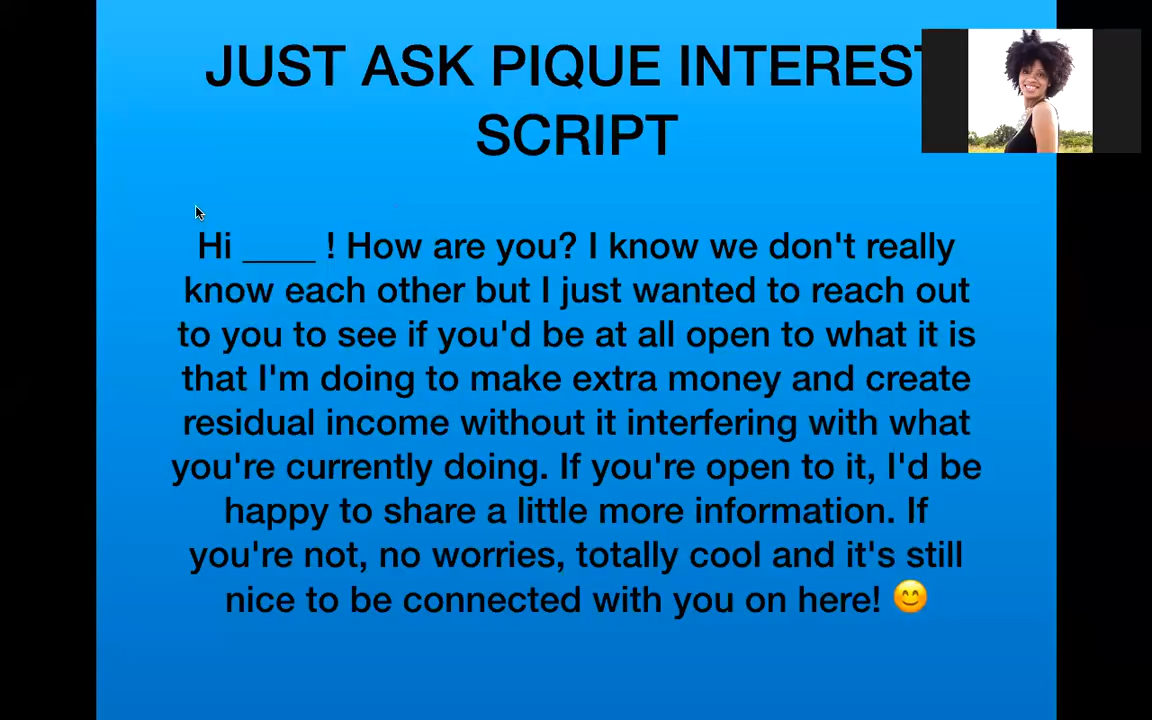 JUST ASK PIQUE INTEREST
SCRIPT
Hi ____ ! How are you? I know we don't really
know each other but I just wanted to reach out
to you to see if you'd be at all open to what it is
that I'm doing to make extra money and create
residual income without it interfering with what
you're currently doing. If you're open to it, I'd be
happy to share a little more information. If
you're not, no worries, totally cool and it's still
nice to be connected with you on here! 😊